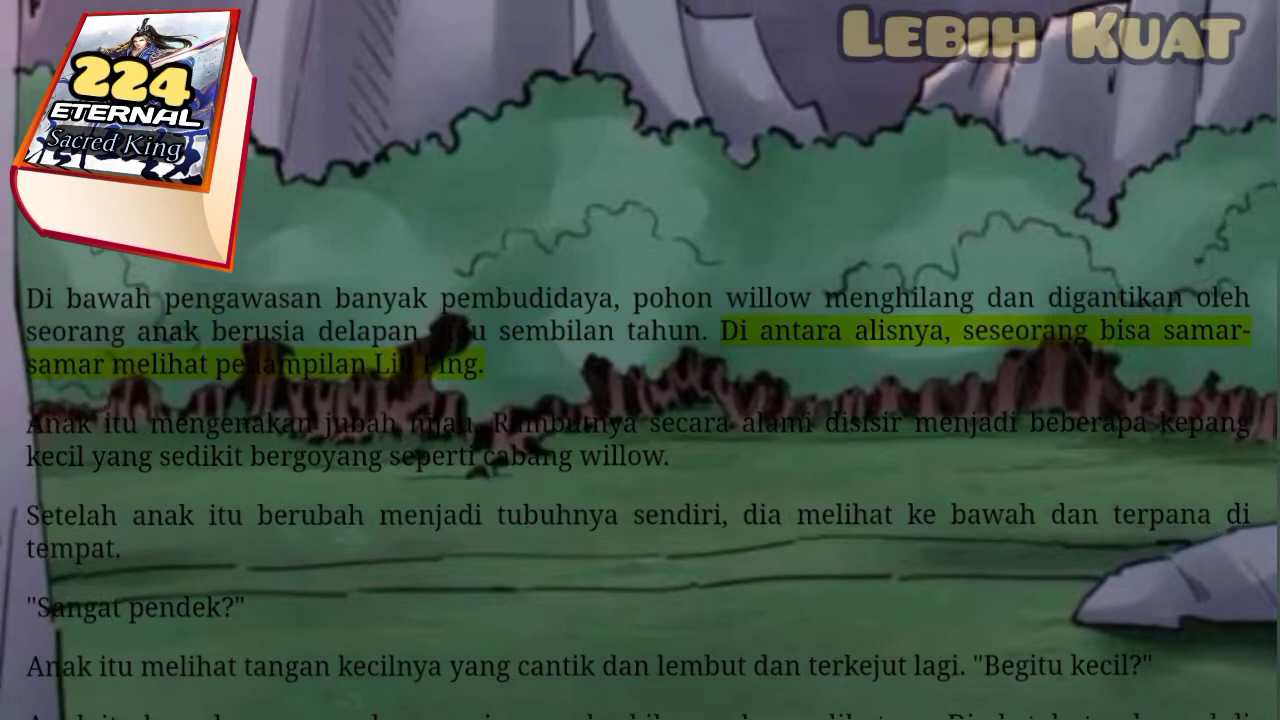 LEBIH KUAT
224
ETERNAL
Sacred King
Di bawah pengawasan banyak pembudidaya, pohon willow menghilang dan digantikan oleh
seorang anak berusia delapan atau sembilan tahun. Di antara alisnya, seseorang bisa samar-
samar melihat penampilan Liu Ping.
Anak itu mengenakan jubah hijau. Rambutnya secara alami disisir menjadi beberapa kepang
kecil yang sedikit bergoyang seperti cabang willow.
Setelah anak itu berubah menjadi tubuhnya sendiri, dia melihat ke bawah dan terpana di
tempat.
"Sangat pendek?"
Anak itu melihat tangan kecilnya yang cantik dan lembut dan terkejut lagi. "Begitu kecil?"